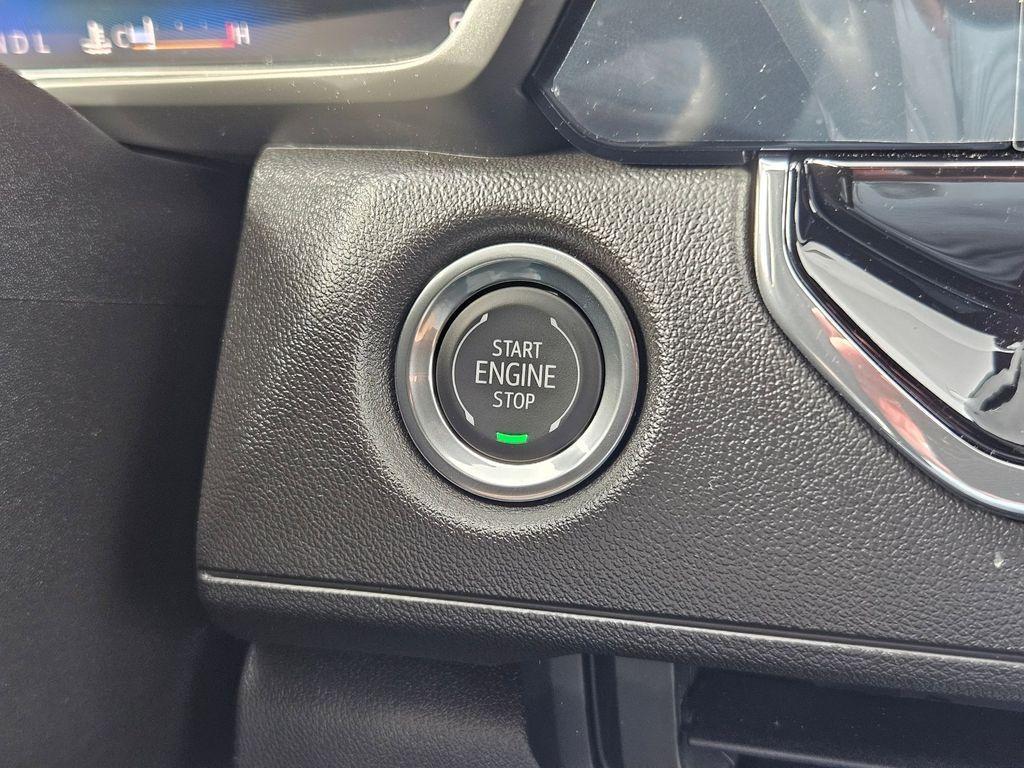 N D L C H
START
ENGINE
STOP